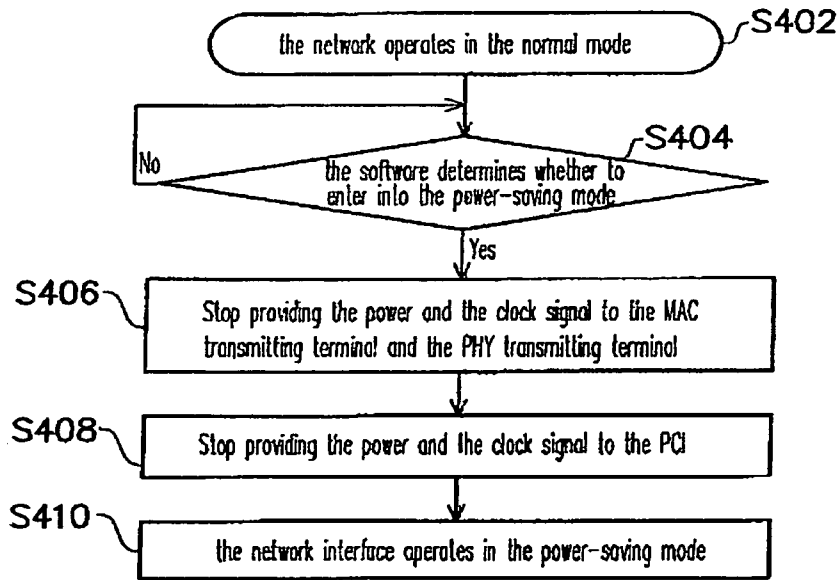 S402
the network operates in the normal mode
S404
No
the software determines whether to
enter into the power-saving mode
Yes
S406
Stop providing the power and the clock signal to the MAC
transmitting terminal and the PHY transmitting terminal
S408
Stop providing the power and the clock signal to the PCI
S410
the network interface operates in the power-saving mode